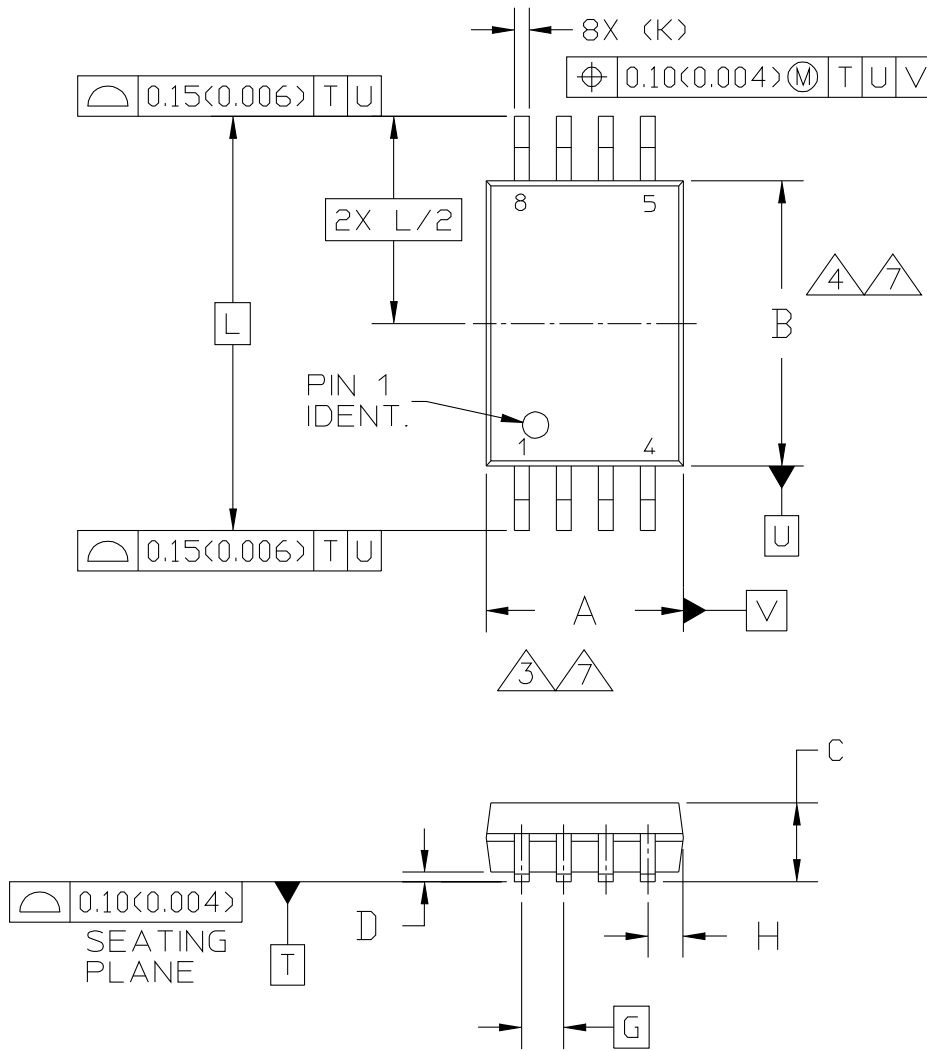 8X (K)
0.10(0.004) Ⓜ T U V
0.15(0.006) T U
8 5
2X L/2
4 7
L
B
PIN 1
IDENT.
1 4
U
0.15(0.006) T U
A
V
3 7
C
0.10(0.004)
SEATING
PLANE
T
D
H
G